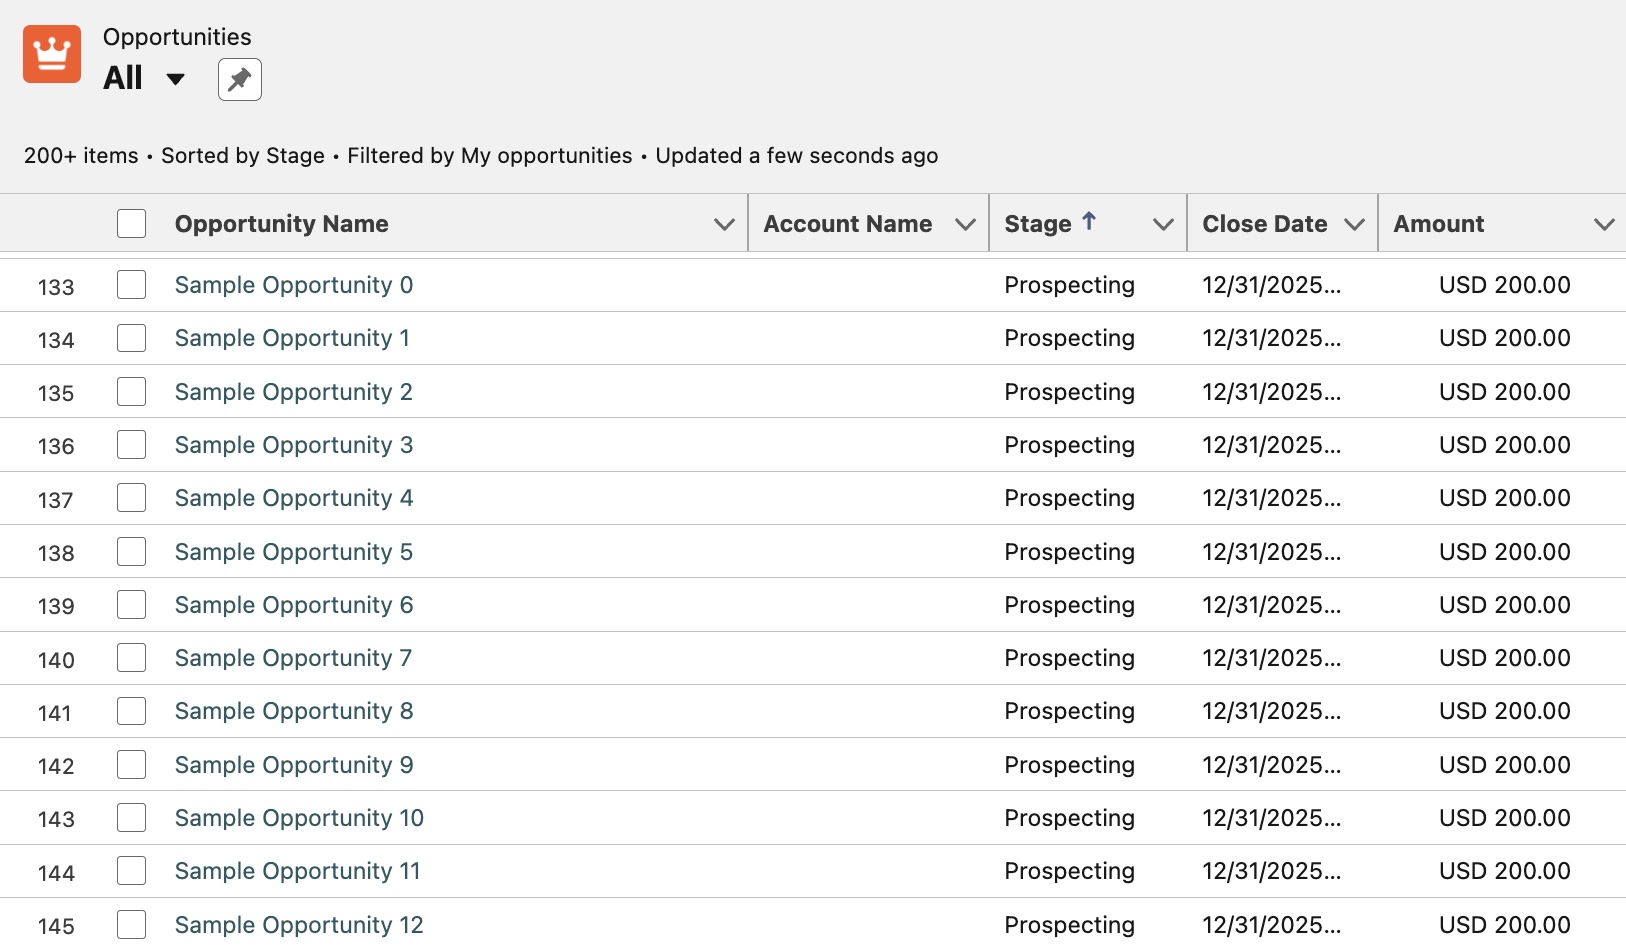 Opportunities
All
200+ items • Sorted by Stage • Filtered by My opportunities • Updated a few seconds ago
Opportunity Name Account Name Stage ↑ Close Date Amount
133 Sample Opportunity 0 Prospecting 12/31/2025... USD 200.00
134 Sample Opportunity 1 Prospecting 12/31/2025... USD 200.00
135 Sample Opportunity 2 Prospecting 12/31/2025... USD 200.00
136 Sample Opportunity 3 Prospecting 12/31/2025... USD 200.00
137 Sample Opportunity 4 Prospecting 12/31/2025... USD 200.00
138 Sample Opportunity 5 Prospecting 12/31/2025... USD 200.00
139 Sample Opportunity 6 Prospecting 12/31/2025... USD 200.00
140 Sample Opportunity 7 Prospecting 12/31/2025... USD 200.00
141 Sample Opportunity 8 Prospecting 12/31/2025... USD 200.00
142 Sample Opportunity 9 Prospecting 12/31/2025... USD 200.00
143 Sample Opportunity 10 Prospecting 12/31/2025... USD 200.00
144 Sample Opportunity 11 Prospecting 12/31/2025... USD 200.00
145 Sample Opportunity 12 Prospecting 12/31/2025... USD 200.00